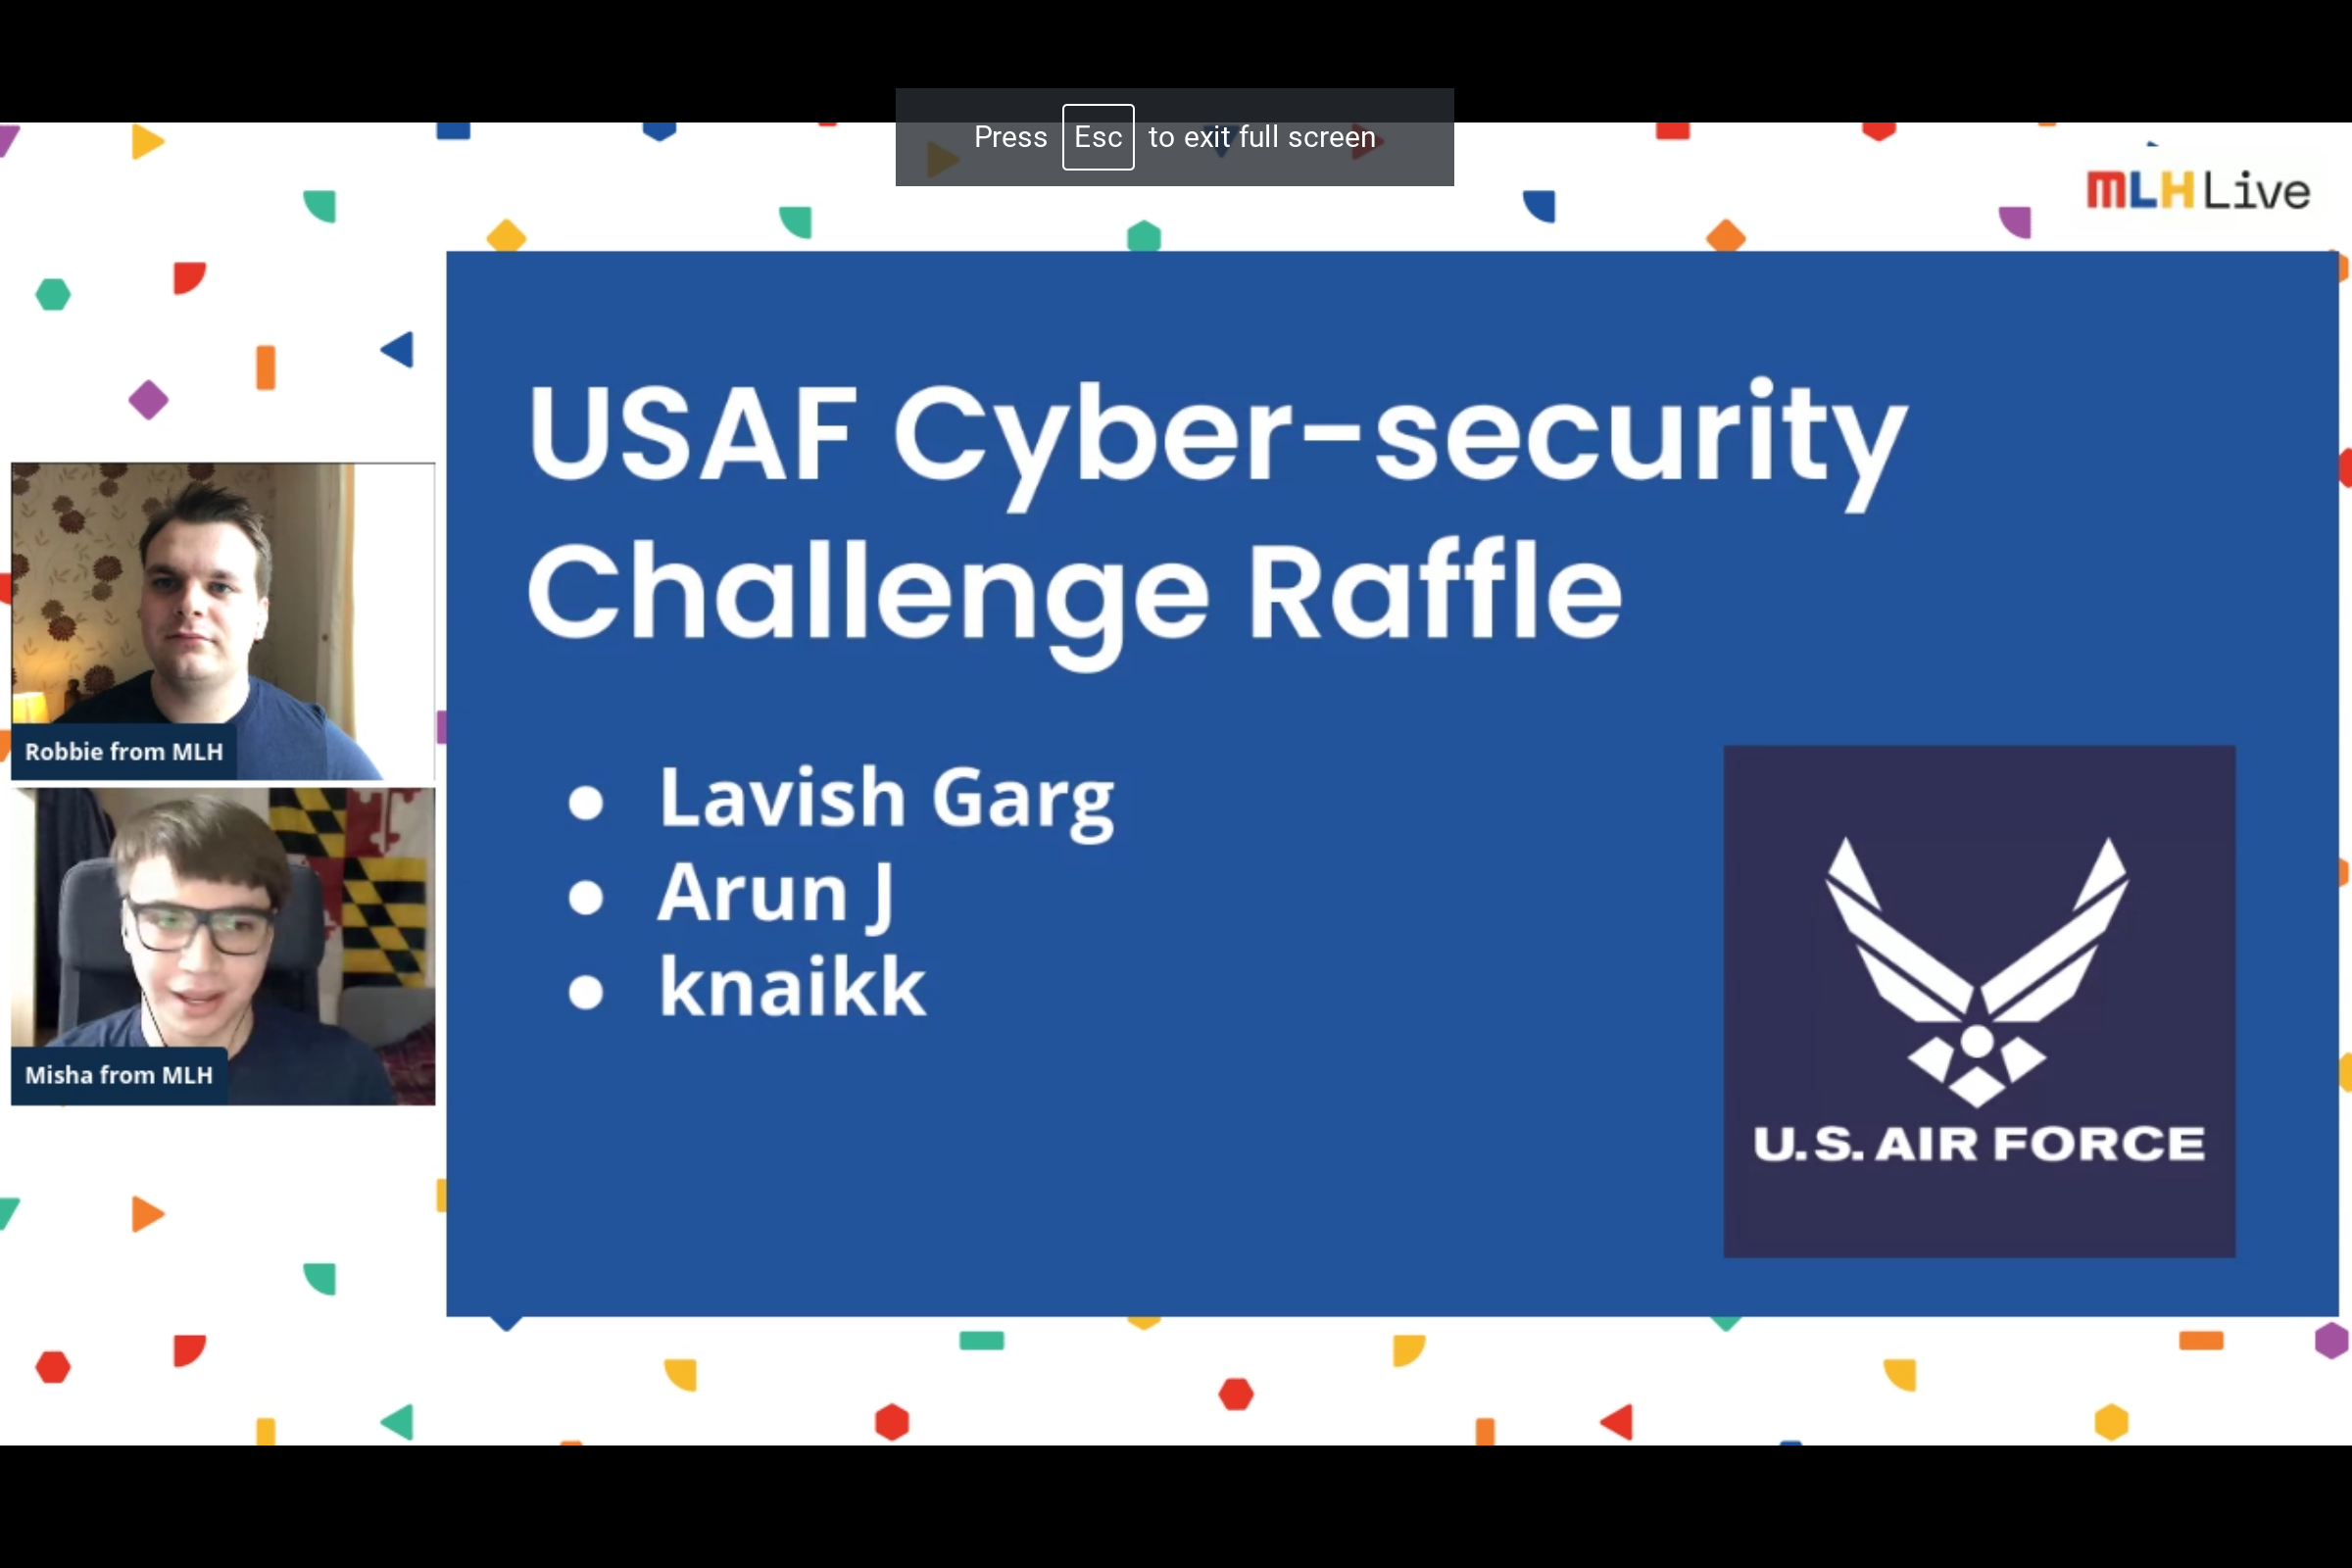 Press Esc to exit full screen
MLH Live
USAF Cyber-security
Challenge Raffle
Robbie from MLH
• Lavish Garg
• Arun J
• knaikk
Misha from MLH
U.S. AIR FORCE